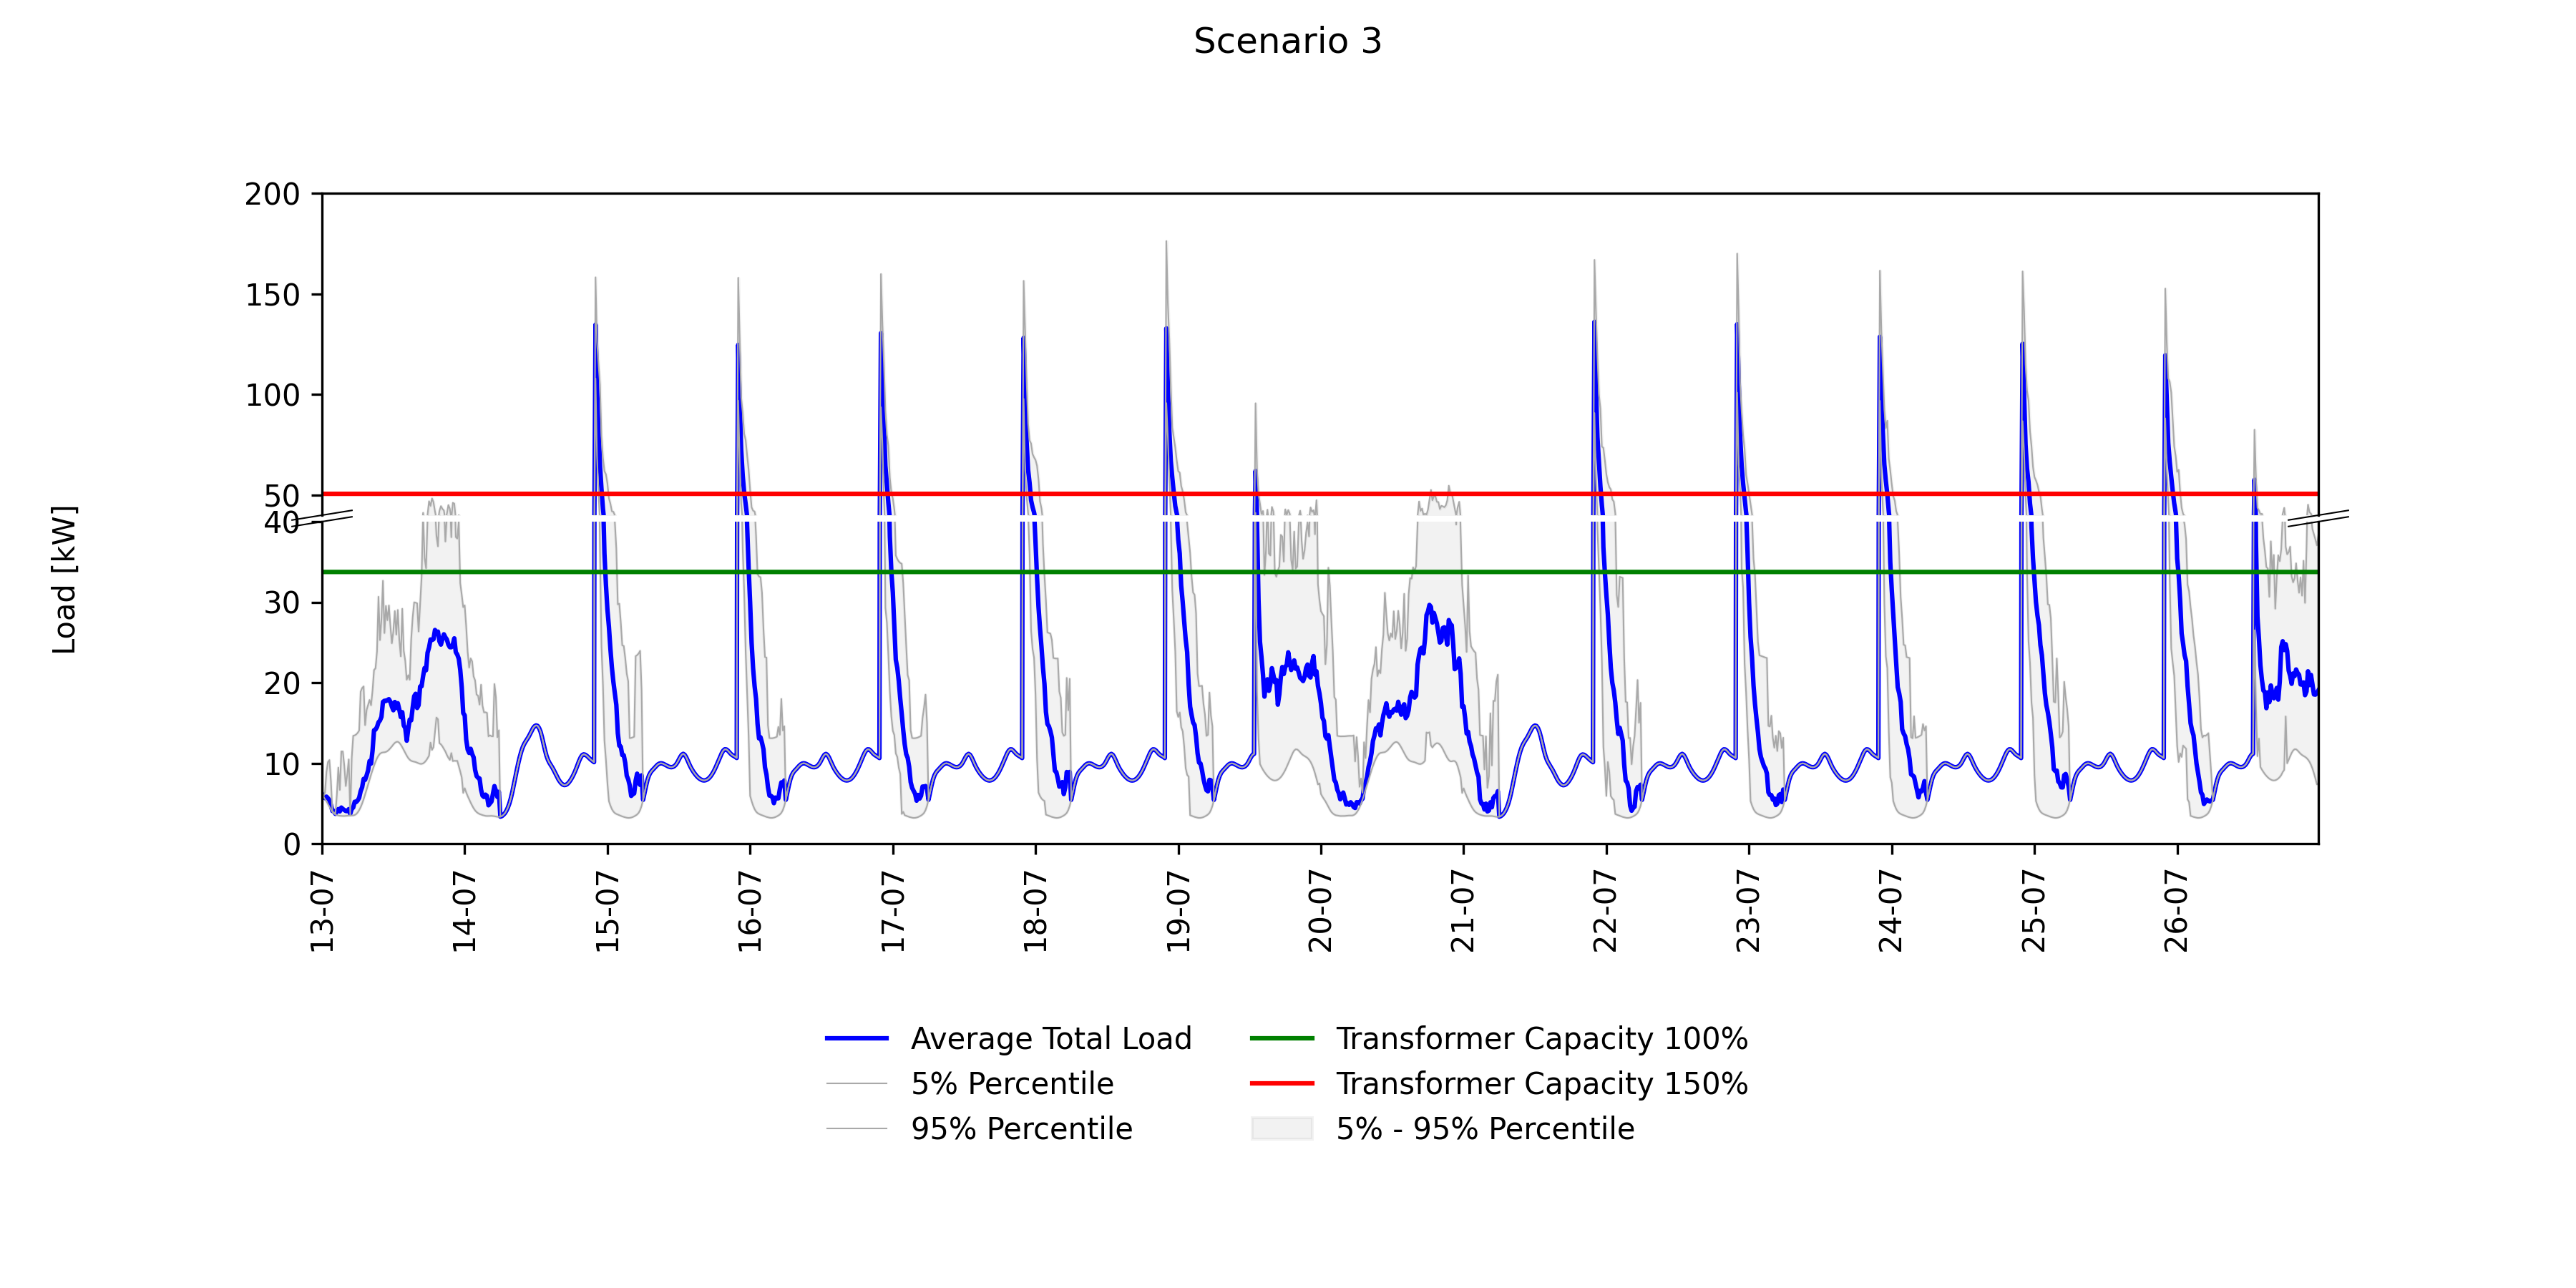 Scenario 3
Load [kW]
200
150
100
50
40
30
20
10
0
13-07
14-07
15-07
16-07
17-07
18-07
19-07
20-07
21-07
22-07
23-07
24-07
25-07
26-07
Average Total Load
5% Percentile
95% Percentile
Transformer Capacity 100%
Transformer Capacity 150%
5% - 95% Percentile